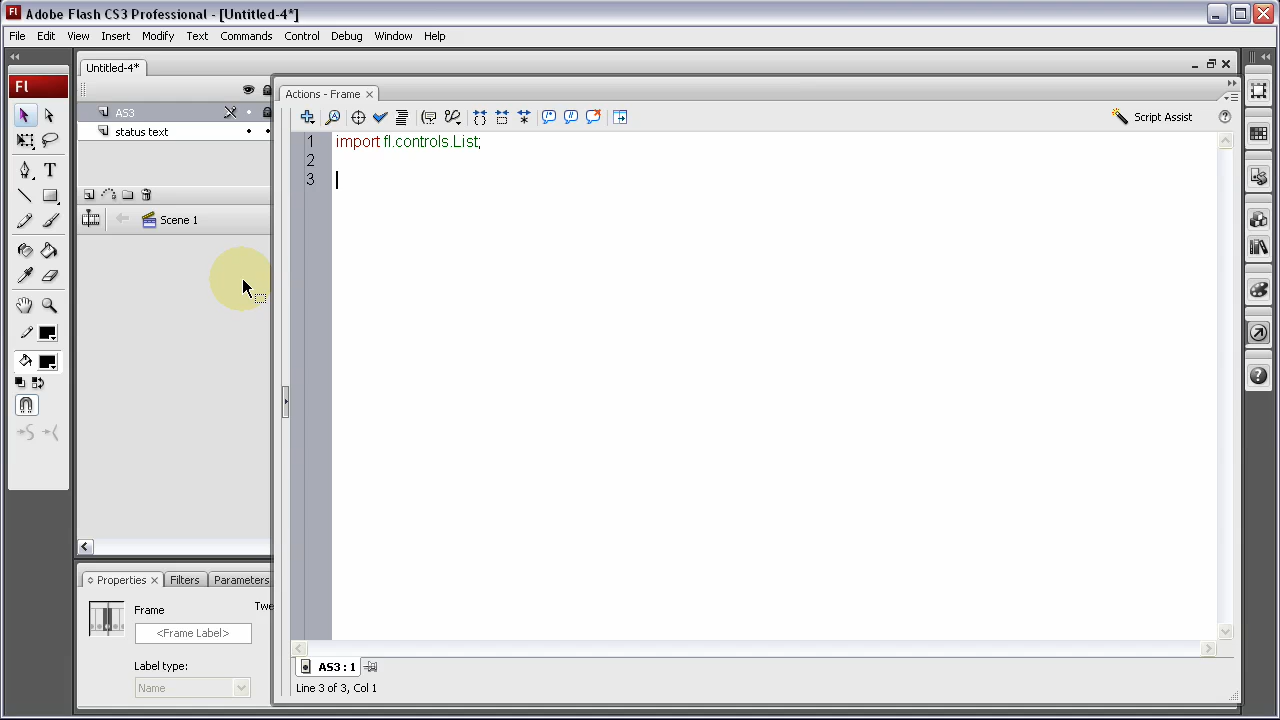 Fl Adobe Flash CS3 Professional - [Untitled-4*]
File Edit View Insert Modify Text Commands Control Debug Window Help
Untitled-4*
Fl
Actions - Frame
AS3
status text
Script Assist
1 import fl.controls.List;
2
3
Scene 1
Properties Filters Parameters
Frame
Twe
<Frame Label>
Label type:
Name
AS3 : 1
Line 3 of 3, Col 1